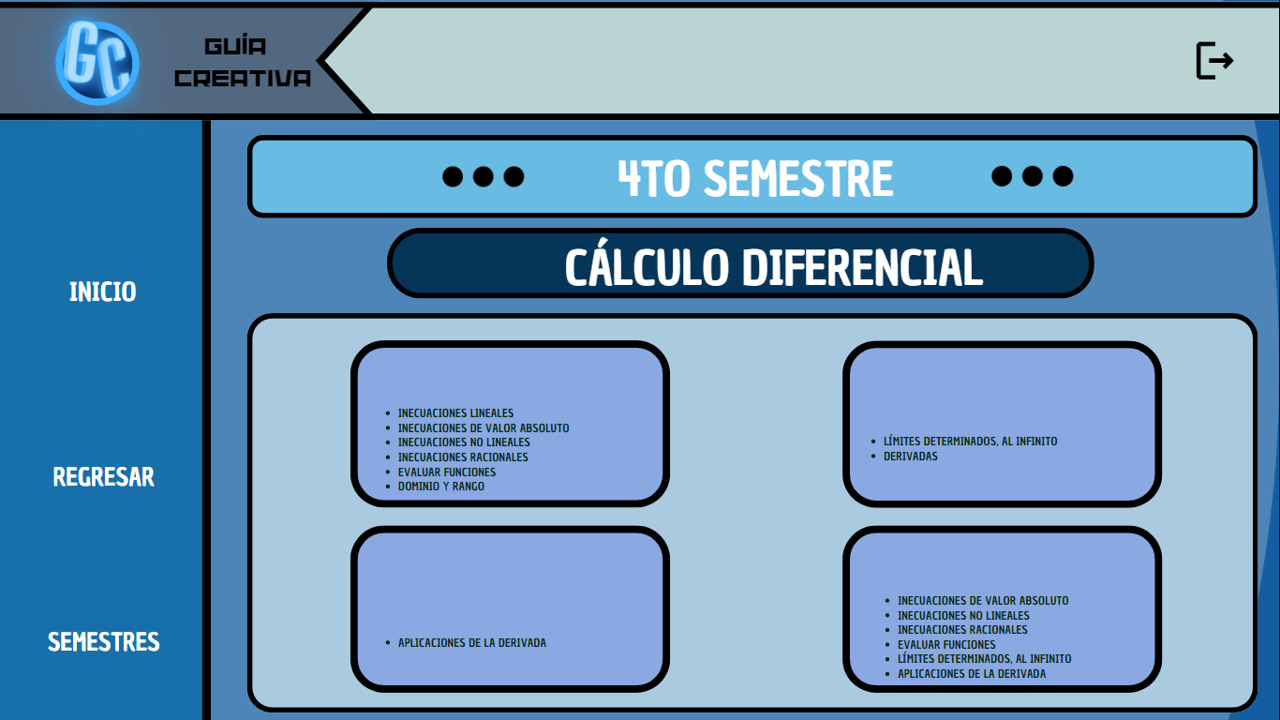 GC
GUÍA
CREATIVA
4TO SEMESTRE
CÁLCULO DIFERENCIAL
INICIO
REGRESAR
SEMESTRES
• INECUACIONES LINEALES
• INECUACIONES DE VALOR ABSOLUTO
• INECUACIONES NO LINEALES
• INECUACIONES RACIONALES
• EVALUAR FUNCIONES
• DOMINIO Y RANGO
• LÍMITES DETERMINADOS, AL INFINITO
• DERIVADAS
• APLICACIONES DE LA DERIVADA
• INECUACIONES DE VALOR ABSOLUTO
• INECUACIONES NO LINEALES
• INECUACIONES RACIONALES
• EVALUAR FUNCIONES
• LÍMITES DETERMINADOS, AL INFINITO
• APLICACIONES DE LA DERIVADA